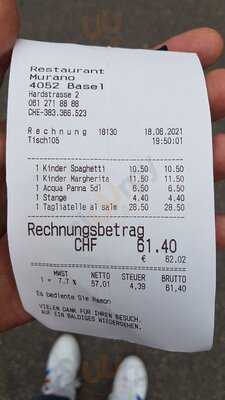 Restaurant
Murano
4052 Basel
Hardstrasse 2
061 271 88 88
CHE-383.366.523
Rechnung 18130 18.06.2021
Tisch105 19:50:01
1 Kinder Spaghetti 10.50 10.50
1 Kinder Margherita 11.50 11.50
1 Acqua Panna 5dl 6.50 6.50
1 Stange 4.40 4.40
1 Tagliatelle al salm 28.50 28.50
Rechnungsbetrag
CHF 61.40
€ 62.02
MWST NETTO STEUER BRUTTO
1 = 7.7 % 57.01 4.39 61.40
Es bediente Sie Ramon
VIELEN DANK FÜR IHREN BESUCH.
AUF EIN BALDIGES WIEDERSEHEN.